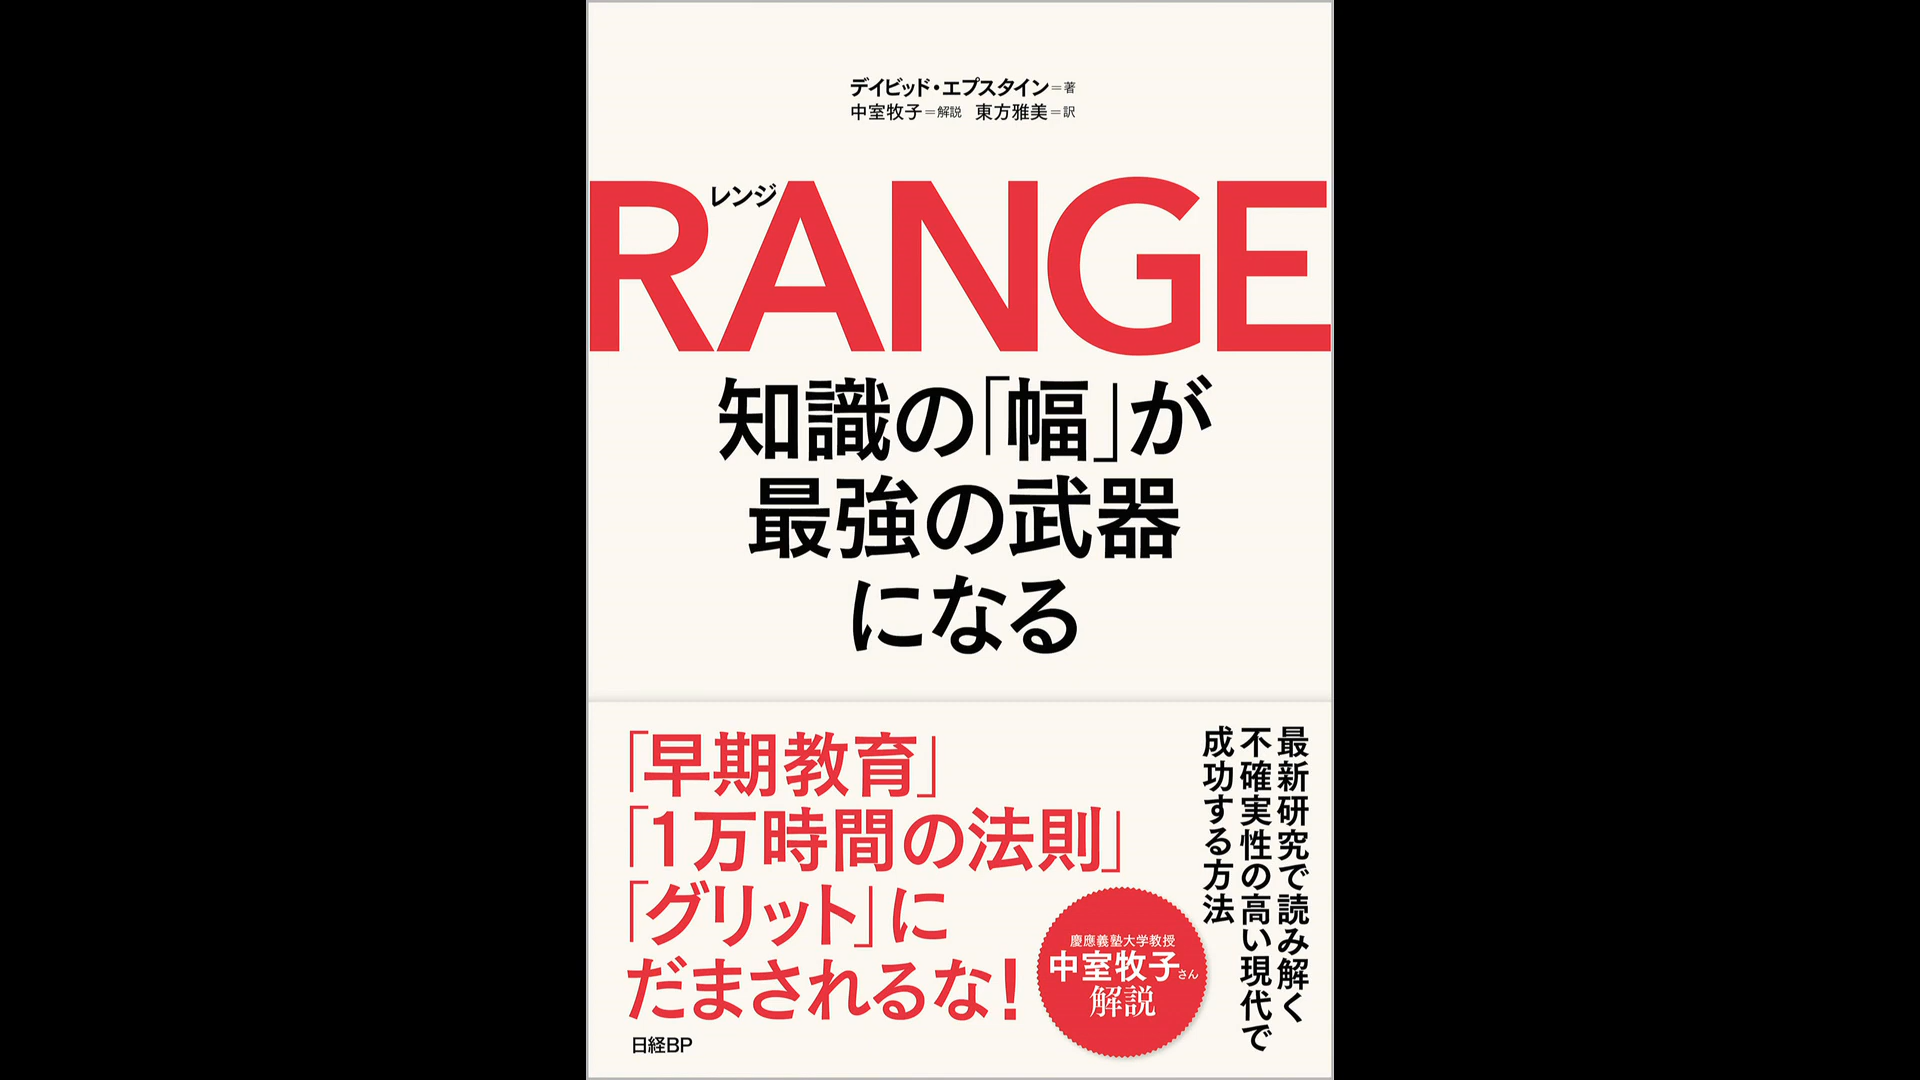 デイビッド・エプスタイン＝著
中室牧子＝解説　東方雅美＝訳
レンジ
RANGE
知識の「幅」が
最強の武器
になる
最新研究で読み解く
不確実性の高い現代で
成功する方法
「早期教育」
「1万時間の法則」
「グリット」に
だまされるな！
慶應義塾大学教授
中室牧子さん
解説
日経BP